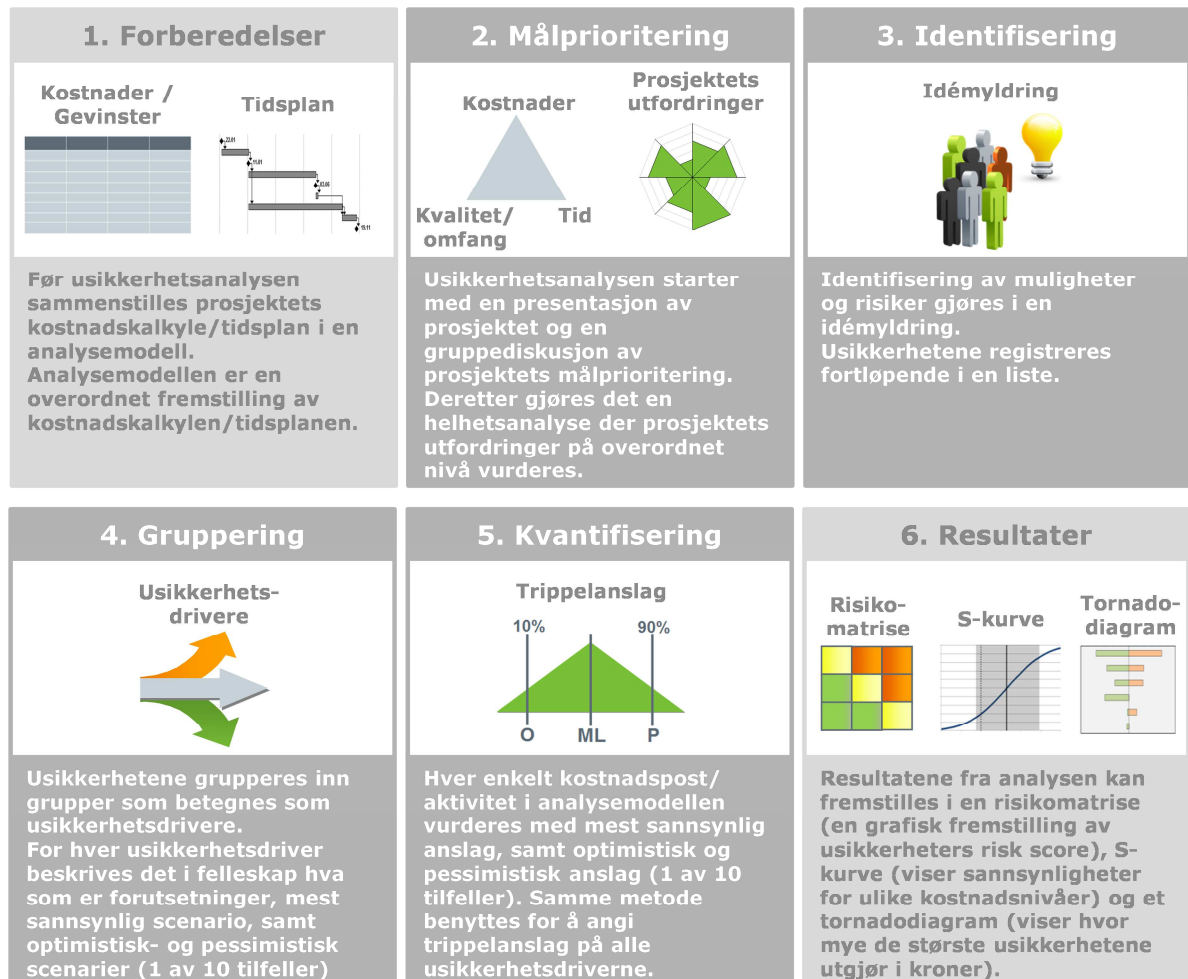 1. Forberedelser
Kostnader /
Gevinster
Tidsplan
22.01
11.01
03.06
19.11
Før usikkerhetsanalysen
sammenstilles prosjektets
kostnadskalkyle/tidsplan i en
analysemodell.
Analysemodellen er en
overordnet fremstilling av
kostnadskalkylen/tidsplanen.
2. Målprioritering
Kostnader
Prosjektets
utfordringer
Kvalitet/
omfang
Tid
Usikkerhetsanalysen starter
med en presentasjon av
prosjektet og en
gruppediskusjon av
prosjektets målprioritering.
Deretter gjøres det en
helhetsanalyse der prosjektets
utfordringer på overordnet
nivå vurderes.
3. Identifisering
Idémyldring
Identifisering av muligheter
og risiker gjøres i en
idémyldring.
Usikkerhetene registreres
fortløpende i en liste.
4. Gruppering
Usikkerhets-
drivere
Usikkerhetene grupperes inn
grupper som betegnes som
usikkerhetsdrivere.
For hver usikkerhetsdriver
beskrives det i felleskap hva
som er forutsetninger, mest
sannsynlig scenario, samt
optimistisk- og pessimistisk
scenarier (1 av 10 tilfeller)
5. Kvantifisering
Trippelanslag
10%
90%
O
ML
P
Hver enkelt kostnadspost/
aktivitet i analysemodellen
vurderes med mest sannsynlig
anslag, samt optimistisk og
pessimistisk anslag (1 av 10
tilfeller). Samme metode
benyttes for å angi
trippelanslag på alle
usikkerhetsdriverne.
6. Resultater
Risiko-
matrise
S-kurve
Tornado-
diagram
Resultatene fra analysen kan
fremstilles i en risikomatrise
(en grafisk fremstilling av
usikkerheters risk score), S-
kurve (viser sannsynligheter
for ulike kostnadsnivåer) og et
tornadodiagram (viser hvor
mye de største usikkerhetene
utgjør i kroner).